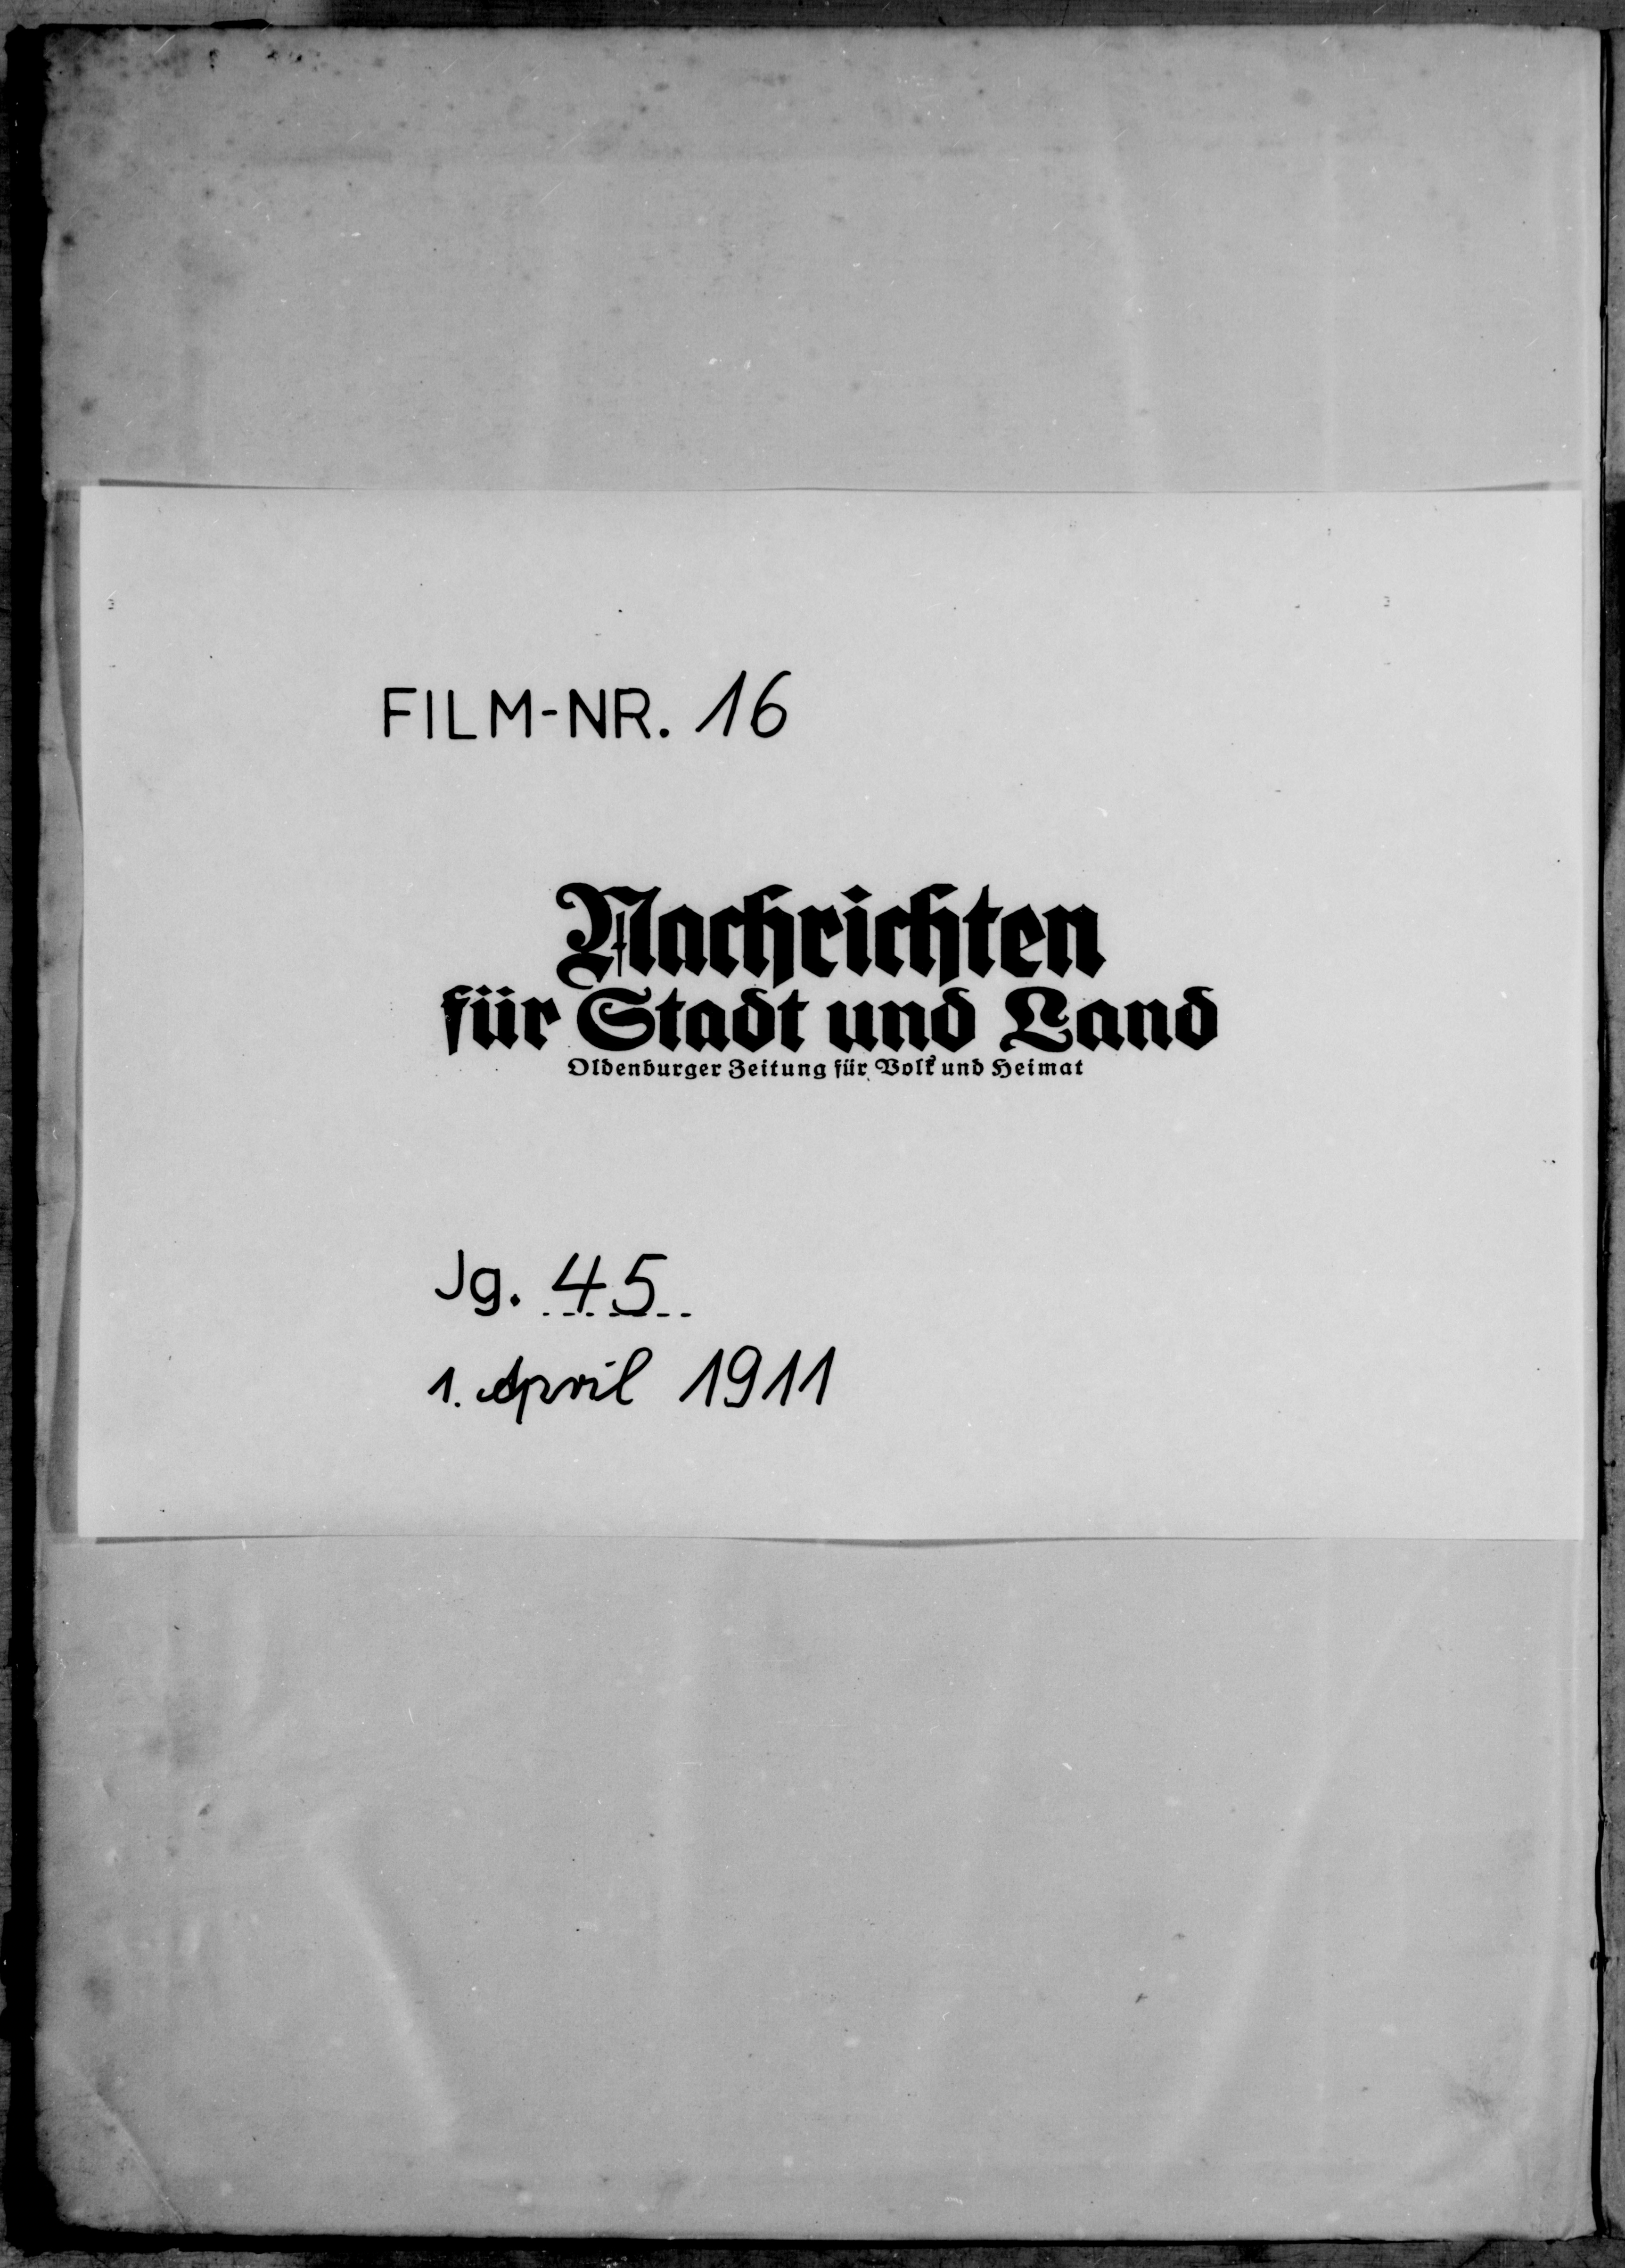 FILM-NR. 16
Nachrichten
für Stadt und Land
Oldenburger Zeitung für Volk und Heimat
Jg. 45
1. April 1911